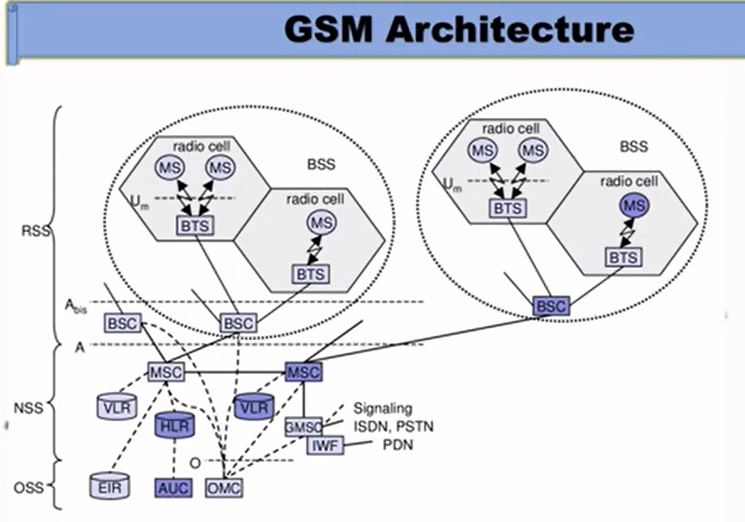 GSM Architecture
radio cell
MS MS
BSS
U_m
radio cell
BTS
MS
BTS
radio cell
MS MS
BSS
U_m
radio cell
BTS
MS
BTS
RSS
A_bis
BSC
BSC
BSC
A
MSC
MSC
NSS
VLR
HLR
VLR
Signaling
GMSC
ISDN, PSTN
IWF
PDN
O
OSS
EIR
AUC
OMC